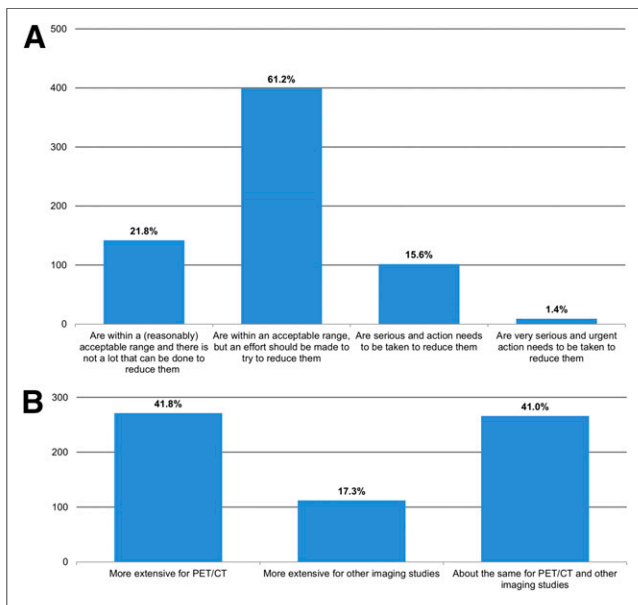 A
500
61.2%
400
300
200
21.8%
15.6%
100
1.4%
0
Are within a (reasonably)
acceptable range and there is
not a lot that can be done to
reduce them
Are within an acceptable range,
but an effort should be made to
try to reduce them
Are serious and action needs
to be taken to reduce them
Are very serious and urgent
action needs to be taken to
reduce them
B
300
41.8%
41.0%
200
17.3%
100
0
More extensive for PET/CT
More extensive for other imaging studies
About the same for PET/CT and other
imaging studies